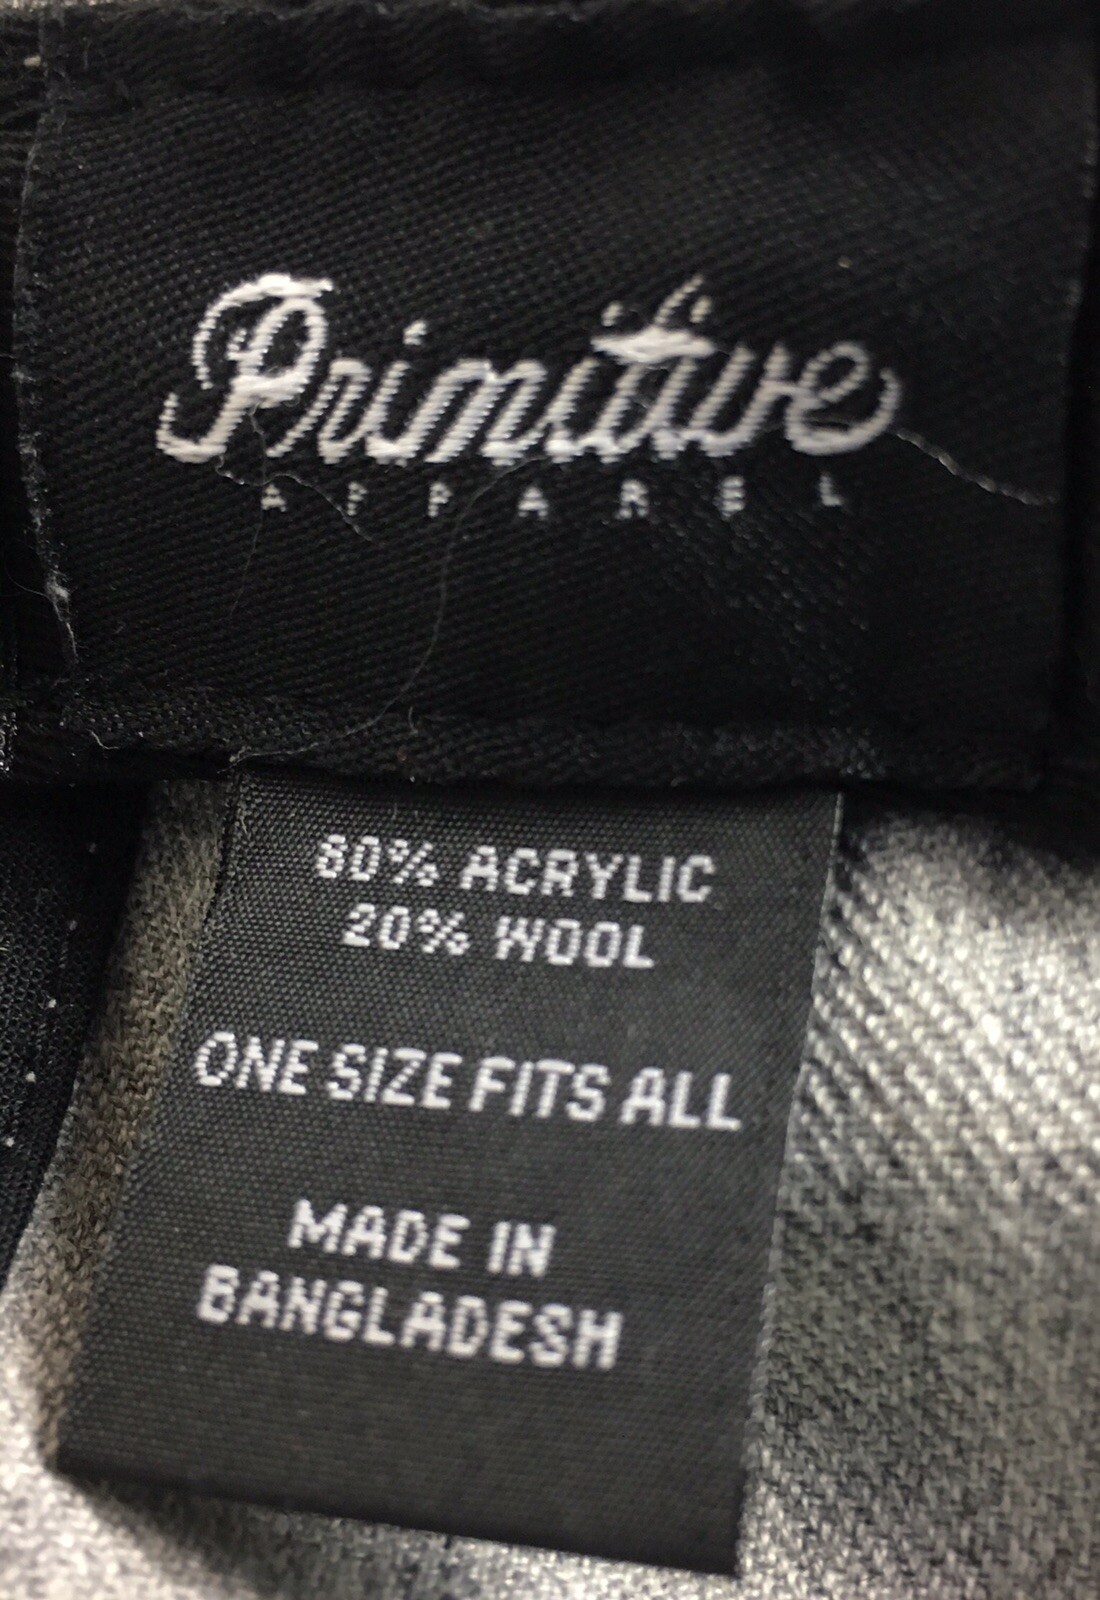 Primitive
APPAREL
80% ACRYLIC
20% WOOL
ONE SIZE FITS ALL
MADE IN
BANGLADESH